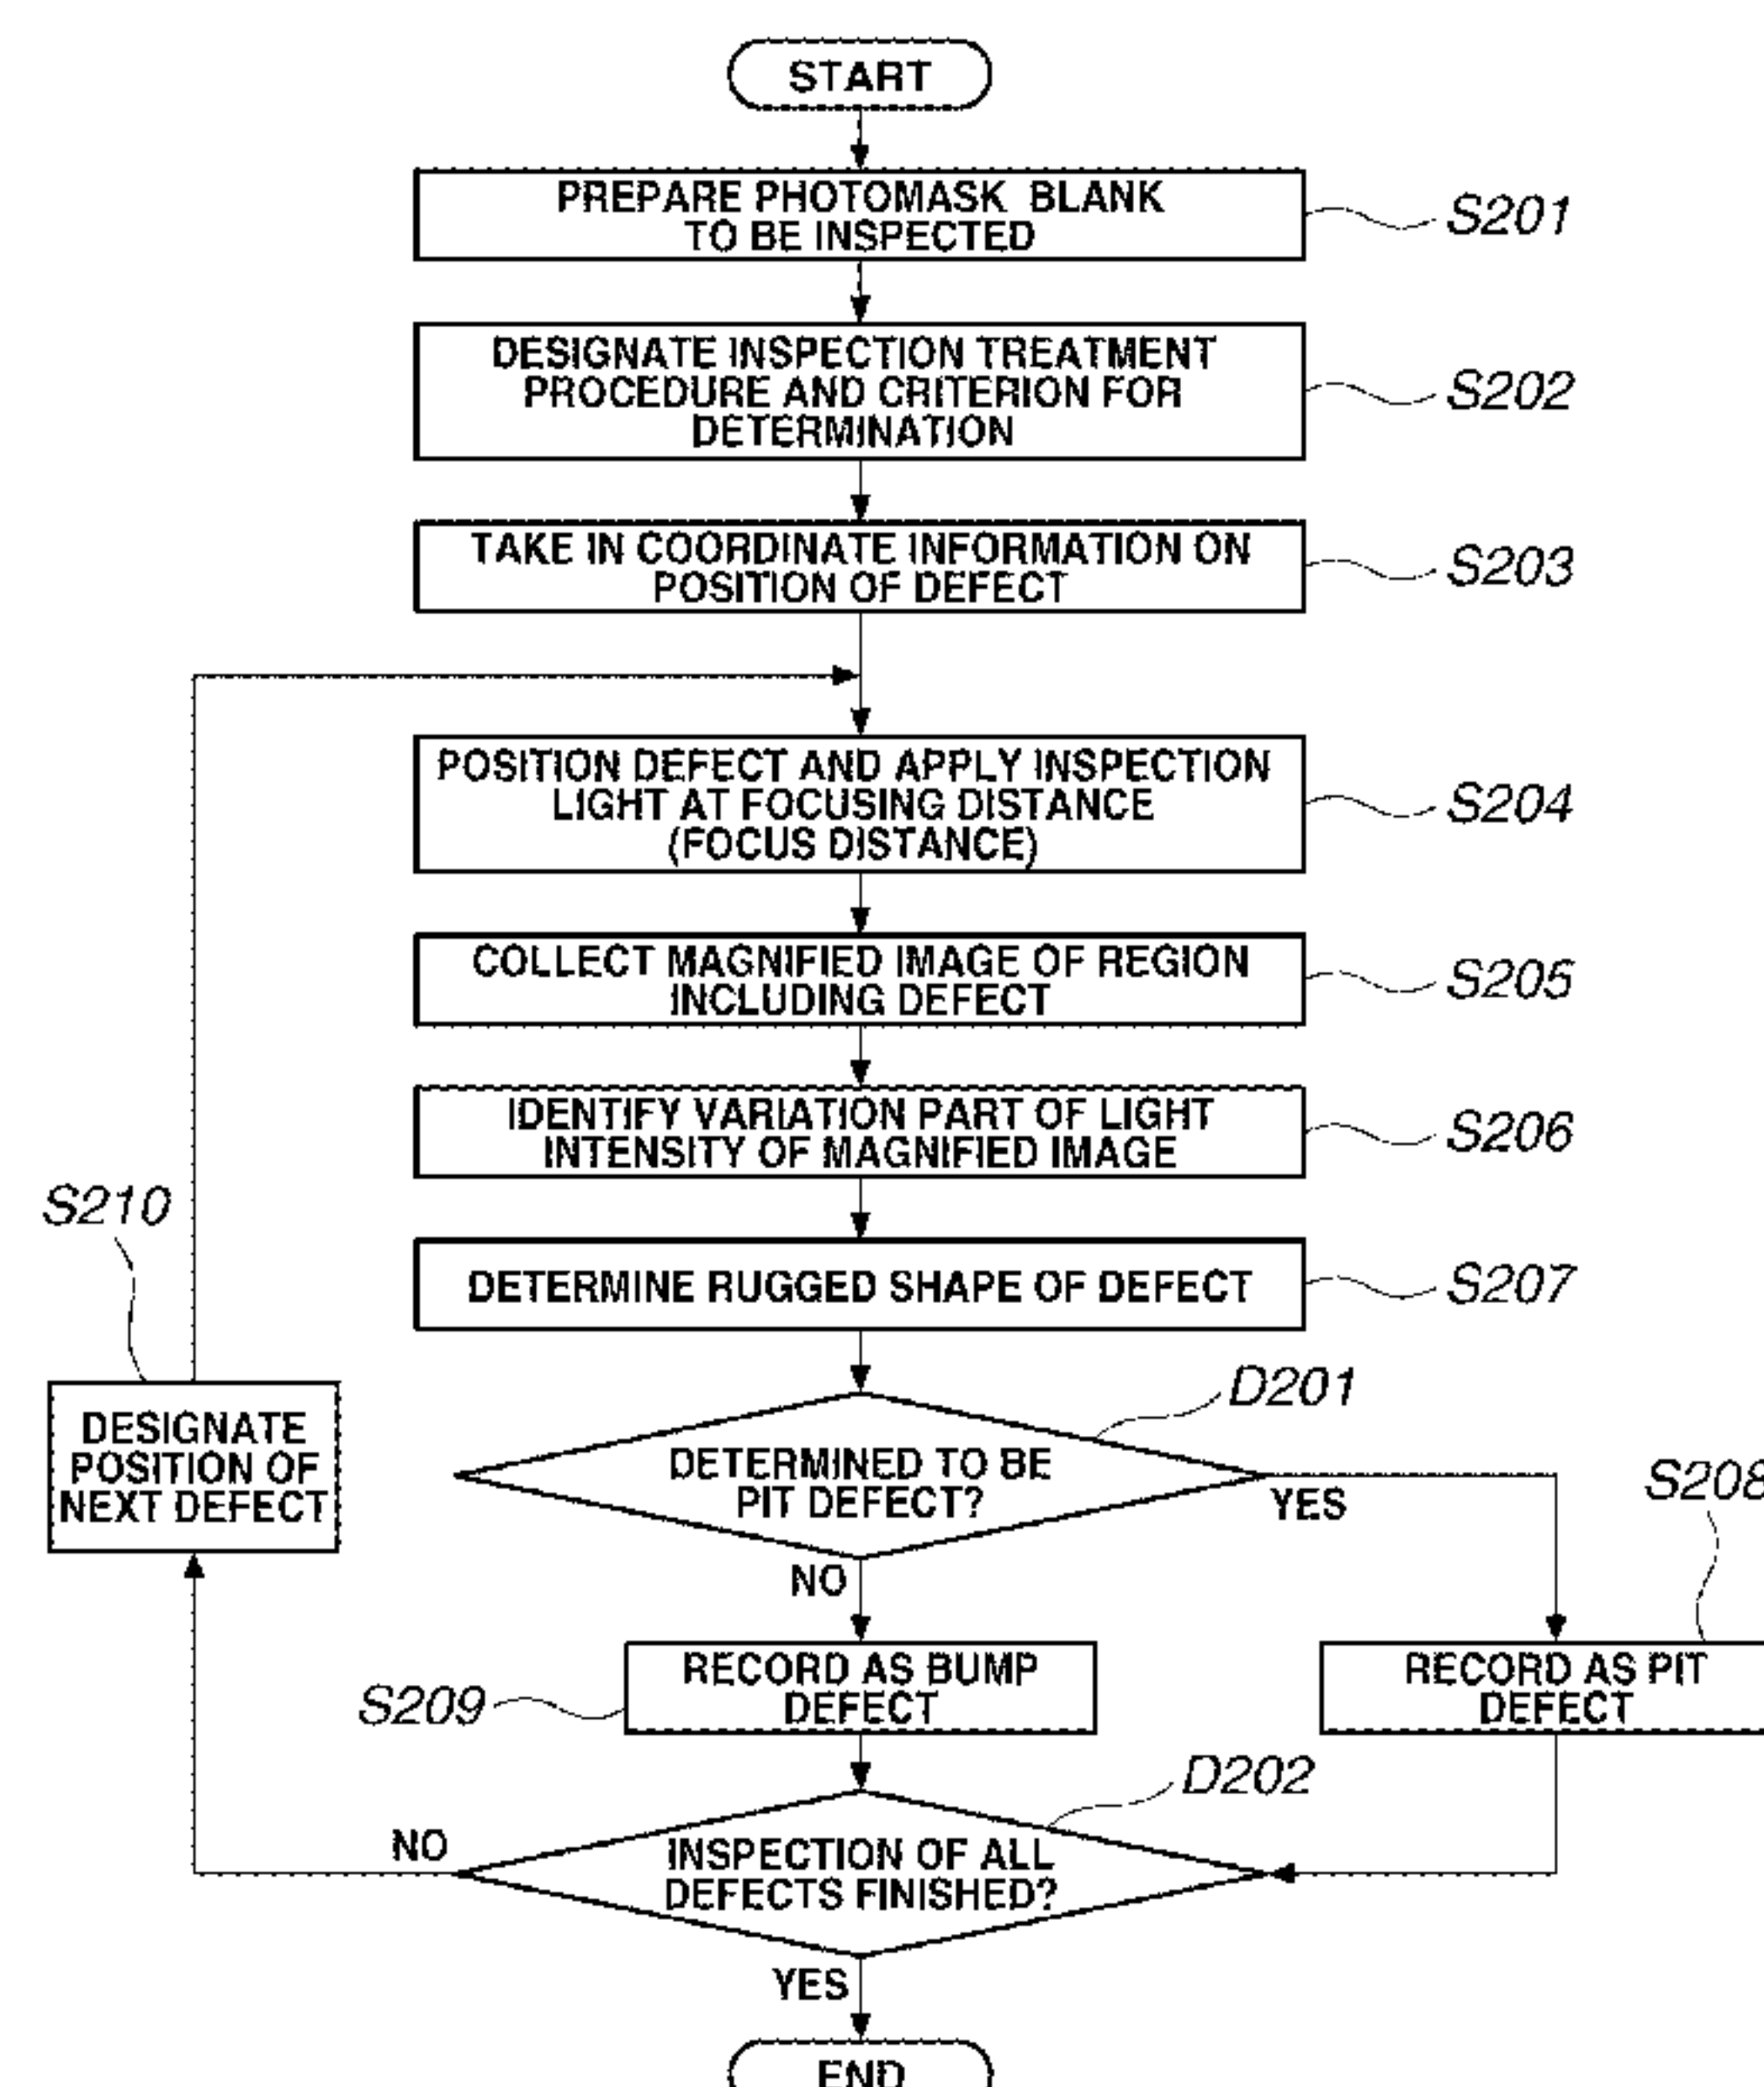 START
PREPARE PHOTOMASK BLANK
TO BE INSPECTED
S201
DESIGNATE INSPECTION TREATMENT
PROCEDURE AND CRITERION FOR
DETERMINATION
S202
TAKE IN COORDINATE INFORMATION ON
POSITION OF DEFECT
S203
POSITION DEFECT AND APPLY INSPECTION
LIGHT AT FOCUSING DISTANCE
(FOCUS DISTANCE)
S204
COLLECT MAGNIFIED IMAGE OF REGION
INCLUDING DEFECT
S205
IDENTIFY VARIATION PART OF LIGHT
INTENSITY OF MAGNIFIED IMAGE
S206
DETERMINE RUGGED SHAPE OF DEFECT
S207
S210
DESIGNATE
POSITION OF
NEXT DEFECT
D201
DETERMINED TO BE
PIT DEFECT?
YES
NO
S208
RECORD AS PIT
DEFECT
RECORD AS BUMP
DEFECT
S209
D202
INSPECTION OF ALL
DEFECTS FINISHED?
NO
YES
END